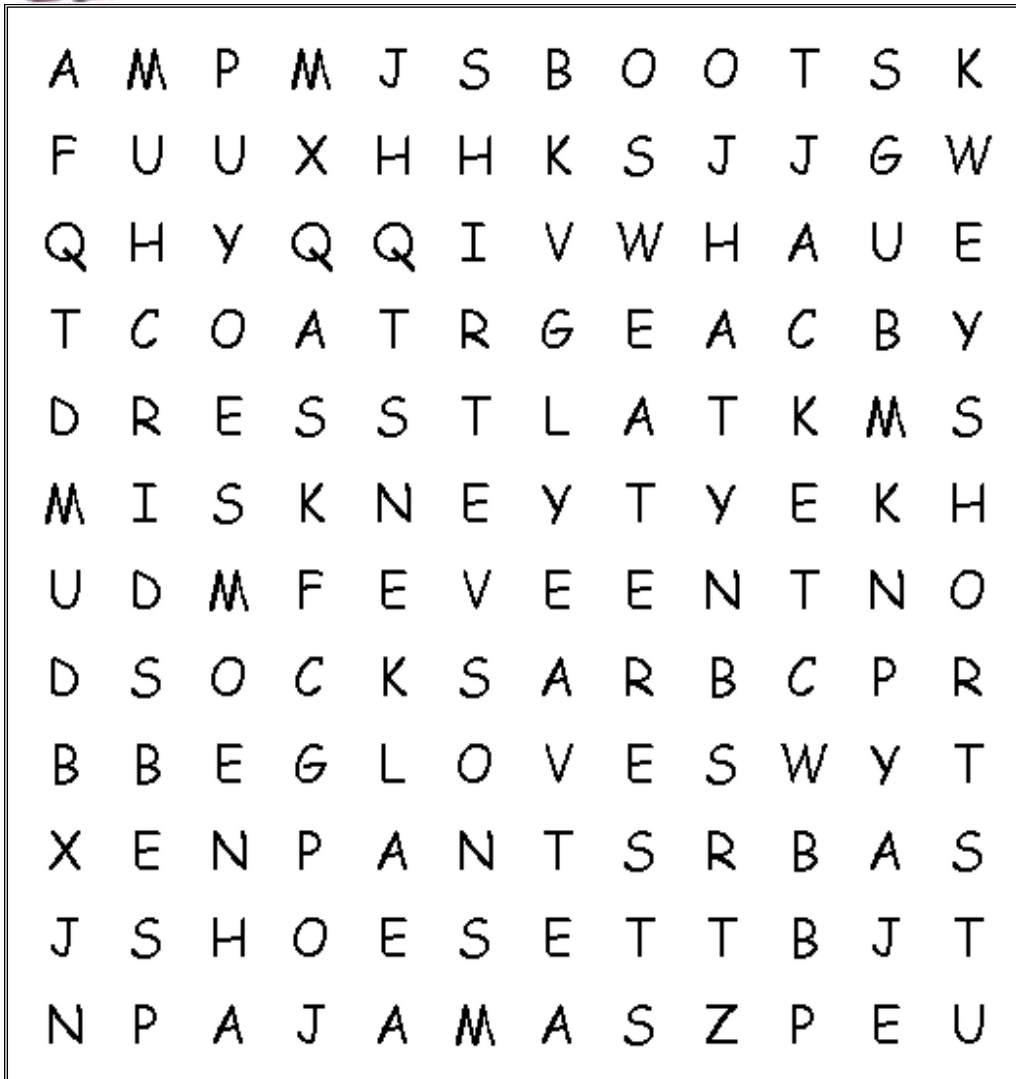 A M P M J S B O O T S K
F U U X H H K S J J G W
Q H Y Q Q I V W H A U E
T C O A T R G E A C B Y
D R E S S T L A T K M S
M I S K N E Y T Y E K H
U D M F E V E E N T N O
D S O C K S A R B C P R
B B E G L O V E S W Y T
X E N P A N T S R B A S
J S H O E S E T T B J T
N P A J A M A S Z P E U